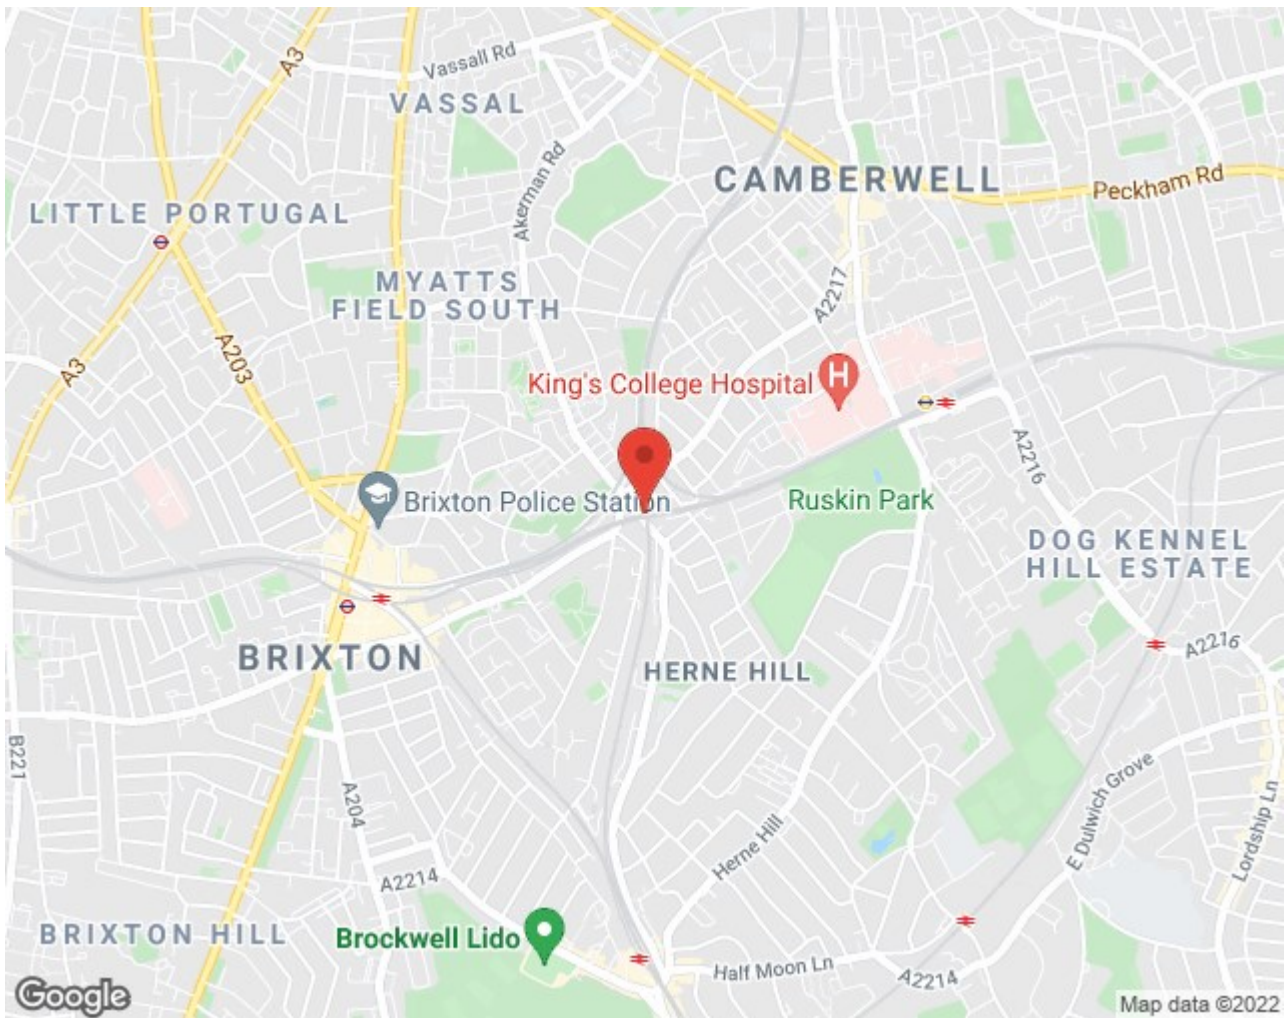 A3
Vassall Rd
VASSAL
Akerman Rd
CAMBERWELL
Peckham Rd
LITTLE PORTUGAL
MYATTS
FIELD SOUTH
A2217
A203
A3
King's College Hospital
H
A2216
Brixton Police Station
Ruskin Park
DOG KENNEL
HILL ESTATE
A2216
BRIXTON
HERNE HILL
B221
A204
E Dulwich Grove
Lordship Ln
Herne Hill
A2214
BRIXTON HILL
Brockwell Lido
Half Moon Ln
A2214
Google
Map data ©2022